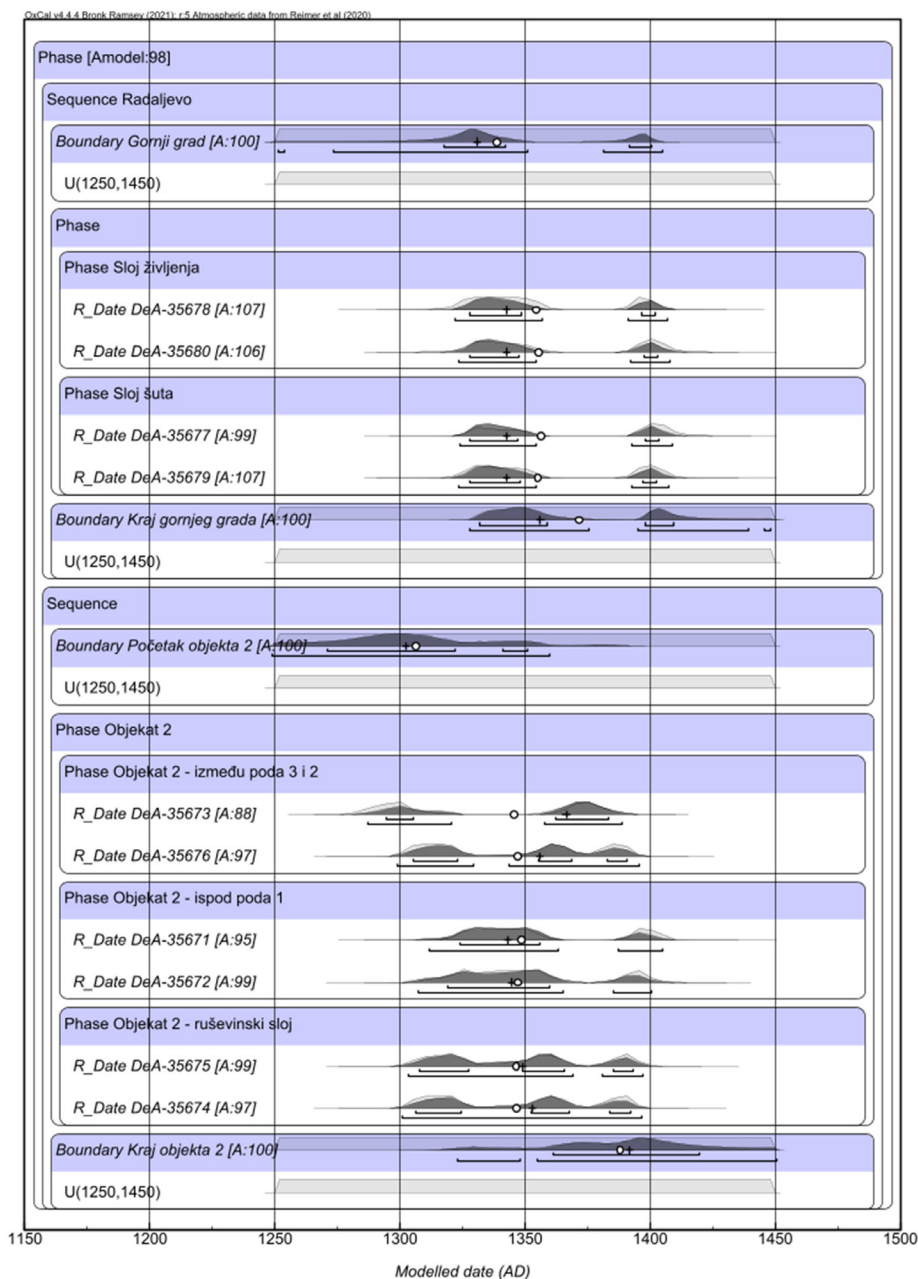 OxCal v4.4.4 Bronk Ramsey (2021); r:5 Atmospheric data from Reimer et al (2020)
Phase [Amodel:98]
Sequence Radaljevo
Boundary Gornji grad [A:100]
U(1250,1450)
Phase
Phase Sloj življenja
R_Date DeA-35678 [A:107]
R_Date DeA-35680 [A:106]
Phase Sloj šuta
R_Date DeA-35677 [A:99]
R_Date DeA-35679 [A:107]
Boundary Kraj gornjeg grada [A:100]
U(1250,1450)
Sequence
Boundary Početak objekta 2 [A:100]
U(1250,1450)
Phase Objekat 2
Phase Objekat 2 - između poda 3 i 2
R_Date DeA-35673 [A:88]
R_Date DeA-35676 [A:97]
Phase Objekat 2 - ispod poda 1
R_Date DeA-35671 [A:95]
R_Date DeA-35672 [A:99]
Phase Objekat 2 - ruševinski sloj
R_Date DeA-35675 [A:99]
R_Date DeA-35674 [A:97]
Boundary Kraj objekta 2 [A:100]
U(1250,1450)
1150 1200 1250 1300 1350 1400 1450 1500
Modelled date (AD)